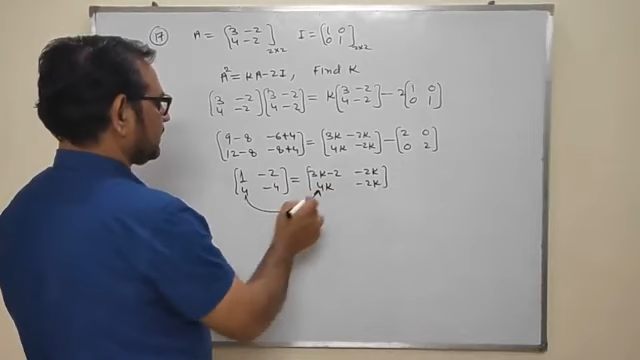 17 A = [3 -2 4 -2]2x2 I = [1 0 0 1]2x2
A² = KA-2I, Find K
[3 -2 4 -2] [3 -2 4 -2] = K [3 -2 4 -2] - 2 [1 0 0 1]
[9-8 -6+4 12-8 -8+4] = [3K -2K 4K -2K] - [2 0 0 2]
[1 -2 4 -4] = [3K-2 -2K 4K -2K]